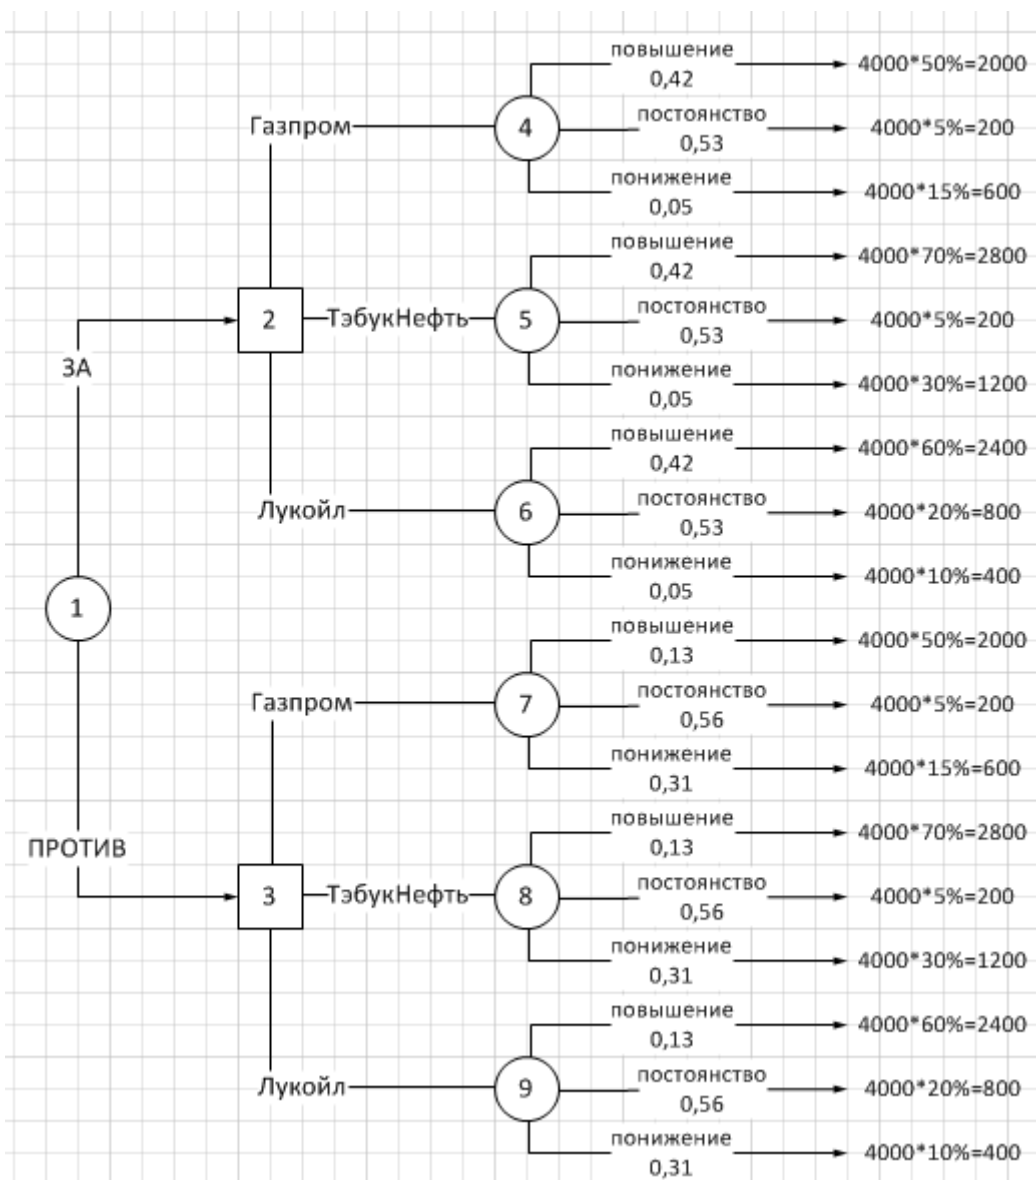 повышение
0,42
4000*50%=2000
Газпром
4
постоянство
0,53
4000*5%=200
понижение
0,05
4000*15%=600
повышение
0,42
4000*70%=2800
2
ТэбукНефть
5
постоянство
0,53
4000*5%=200
ЗА
понижение
0,05
4000*30%=1200
повышение
0,42
4000*60%=2400
Лукойл
6
постоянство
0,53
4000*20%=800
понижение
0,05
4000*10%=400
1
повышение
0,13
4000*50%=2000
Газпром
7
постоянство
0,56
4000*5%=200
понижение
0,31
4000*15%=600
ПРОТИВ
повышение
0,13
4000*70%=2800
3
ТэбукНефть
8
постоянство
0,56
4000*5%=200
понижение
0,31
4000*30%=1200
повышение
0,13
4000*60%=2400
Лукойл
9
постоянство
0,56
4000*20%=800
понижение
0,31
4000*10%=400